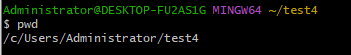 Administrator@DESKTOP-FU2AS1G MINGW64 ~/test4
$ pwd
/c/Users/Administrator/test4